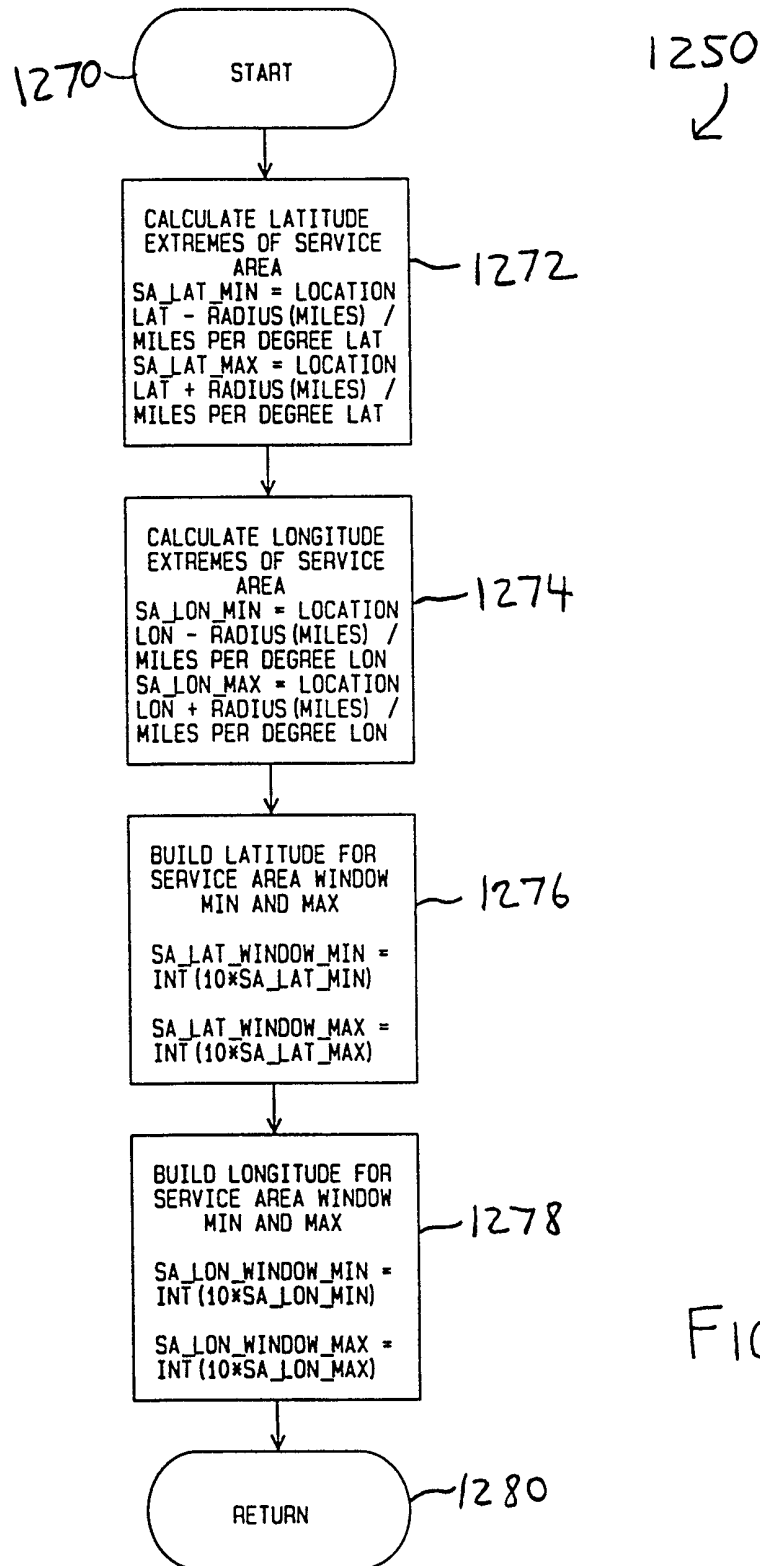 1250
1270
START
CALCULATE LATITUDE
EXTREMES OF SERVICE
AREA
SA_LAT_MIN = LOCATION
LAT - RADIUS(MILES) /
MILES PER DEGREE LAT
SA_LAT_MAX = LOCATION
LAT + RADIUS(MILES) /
MILES PER DEGREE LAT
1272
CALCULATE LONGITUDE
EXTREMES OF SERVICE
AREA
SA_LON_MIN = LOCATION
LON - RADIUS(MILES) /
MILES PER DEGREE LON
SA_LON_MAX = LOCATION
LON + RADIUS(MILES) /
MILES PER DEGREE LON
1274
BUILD LATITUDE FOR
SERVICE AREA WINDOW
MIN AND MAX
SA_LAT_WINDOW_MIN =
INT(10*SA_LAT_MIN)
SA_LAT_WINDOW_MAX =
INT(10*SA_LAT_MAX)
1276
BUILD LONGITUDE FOR
SERVICE AREA WINDOW
MIN AND MAX
SA_LON_WINDOW_MIN =
INT(10*SA_LON_MIN)
SA_LON_WINDOW_MAX =
INT(10*SA_LON_MAX)
1278
RETURN
1280